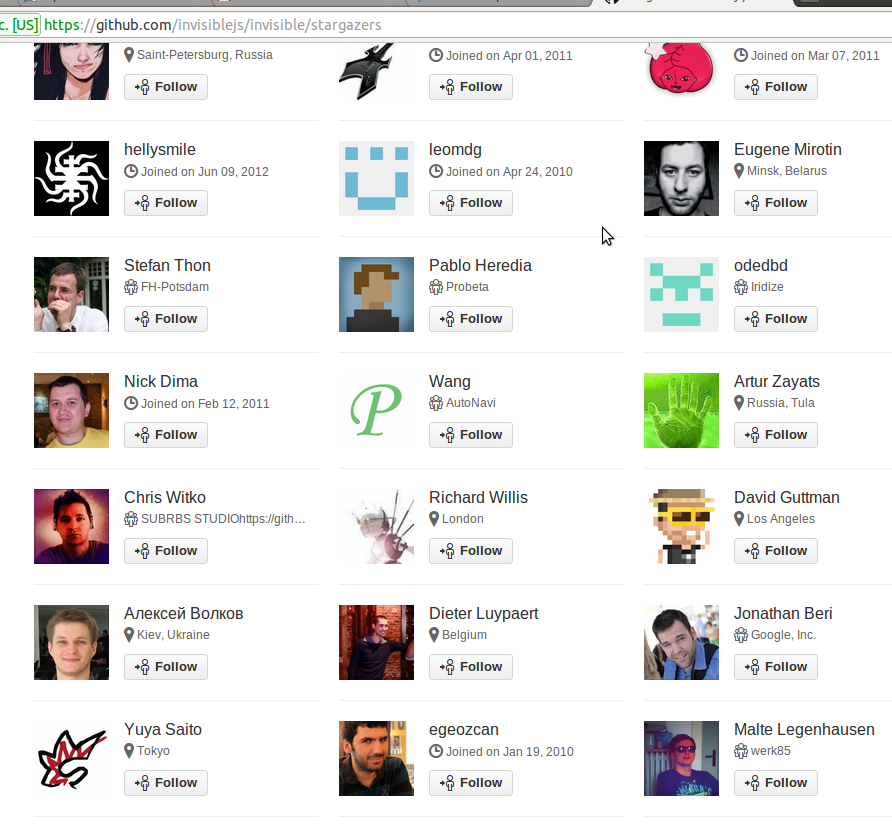 c. [US] https://github.com/invisiblejs/invisible/stargazers
Saint-Petersburg, Russia
Joined on Apr 01, 2011
Joined on Mar 07, 2011
Follow
Follow
Follow
hellysmile
leomdg
Eugene Mirotin
Joined on Jun 09, 2012
Joined on Apr 24, 2010
Minsk, Belarus
Follow
Follow
Follow
Stefan Thon
Pablo Heredia
odedbd
FH-Potsdam
Probeta
Iridize
Follow
Follow
Follow
Nick Dima
Wang
Artur Zayats
Joined on Feb 12, 2011
AutoNavi
Russia, Tula
Follow
Follow
Follow
Chris Witko
Richard Willis
David Guttman
SUBRBS STUDIOhttps://gith...
London
Los Angeles
Follow
Follow
Follow
Алексей Волков
Dieter Luypaert
Jonathan Beri
Kiev, Ukraine
Belgium
Google, Inc.
Follow
Follow
Follow
Yuya Saito
egeozcan
Malte Legenhausen
Tokyo
Joined on Jan 19, 2010
werk85
Follow
Follow
Follow